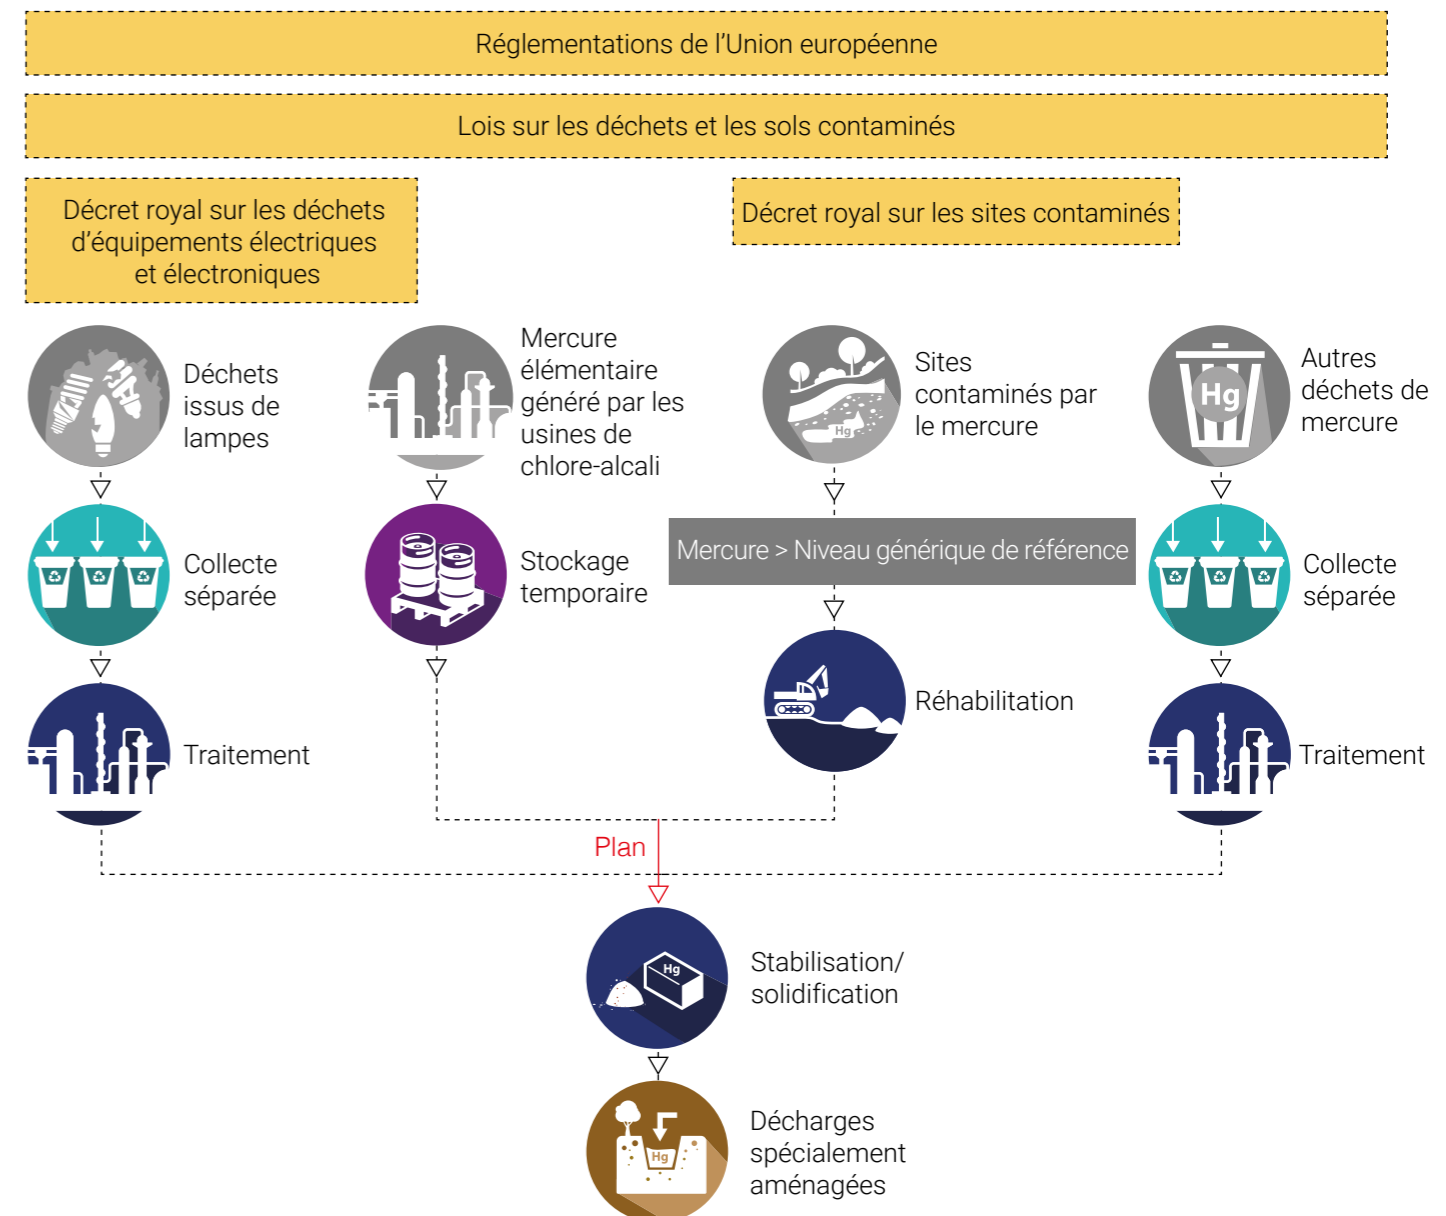 Réglementations de l'Union européenne
Lois sur les déchets et les sols contaminés
Décret royal sur les déchets
d'équipements électriques
et électroniques
Décret royal sur les sites contaminés
Déchets
issus de
lampes
Mercure
élémentaire
généré par les
usines de
chlore-alcali
Sites
contaminés par
le mercure
Hg
Autres
déchets de
mercure
Hg
Collecte
séparée
Stockage
temporaire
Mercure > Niveau générique de référence
Collecte
séparée
Traitement
Réhabilitation
Traitement
Plan
Hg
Stabilisation/
solidification
Hg
Décharges
spécialement
aménagées